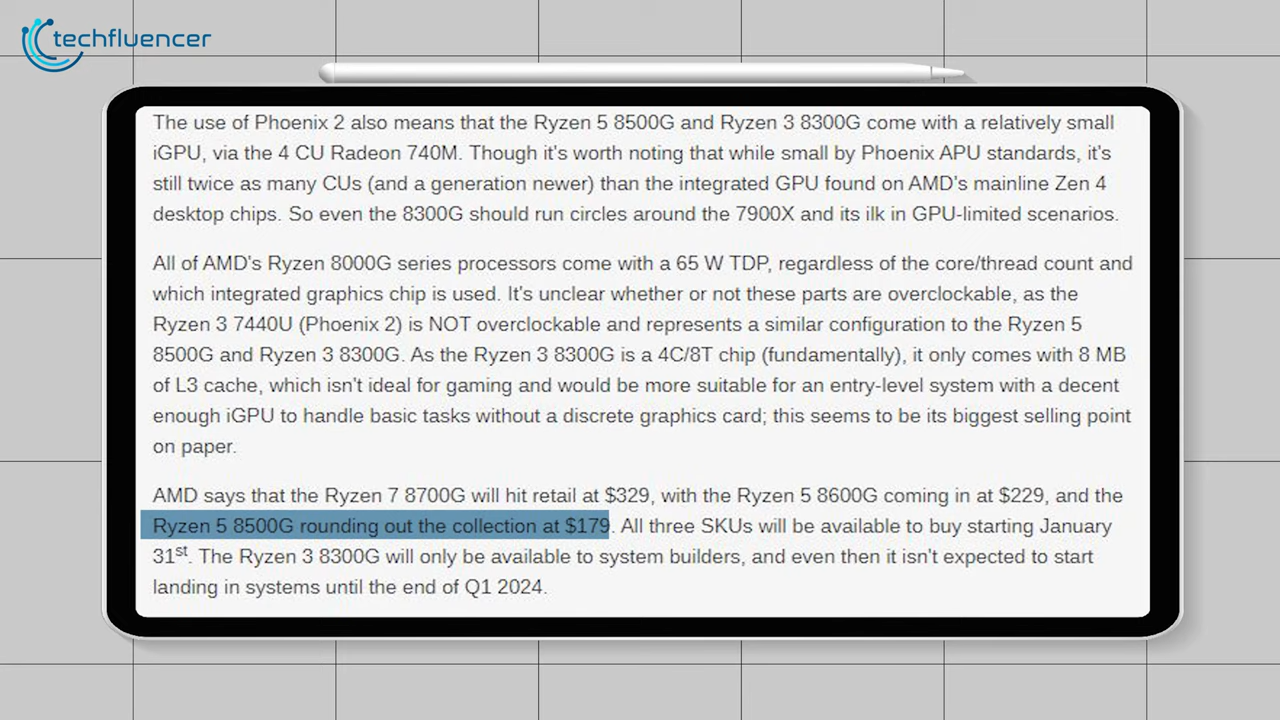 techfluencer
The use of Phoenix 2 also means that the Ryzen 5 8500G and Ryzen 3 8300G come with a relatively small
iGPU, via the 4 CU Radeon 740M. Though it's worth noting that while small by Phoenix APU standards, it's
still twice as many CUs (and a generation newer) than the integrated GPU found on AMD's mainline Zen 4
desktop chips. So even the 8300G should run circles around the 7900X and its ilk in GPU-limited scenarios.
All of AMD's Ryzen 8000G series processors come with a 65 W TDP, regardless of the core/thread count and
which integrated graphics chip is used. It's unclear whether or not these parts are overclockable, as the
Ryzen 3 7440U (Phoenix 2) is NOT overclockable and represents a similar configuration to the Ryzen 5
8500G and Ryzen 3 8300G. As the Ryzen 3 8300G is a 4C/8T chip (fundamentally), it only comes with 8 MB
of L3 cache, which isn't ideal for gaming and would be more suitable for an entry-level system with a decent
enough iGPU to handle basic tasks without a discrete graphics card; this seems to be its biggest selling point
on paper.
AMD says that the Ryzen 7 8700G will hit retail at $329, with the Ryzen 5 8600G coming in at $229, and the
Ryzen 5 8500G rounding out the collection at $179. All three SKUs will be available to buy starting January
31st. The Ryzen 3 8300G will only be available to system builders, and even then it isn't expected to start
landing in systems until the end of Q1 2024.